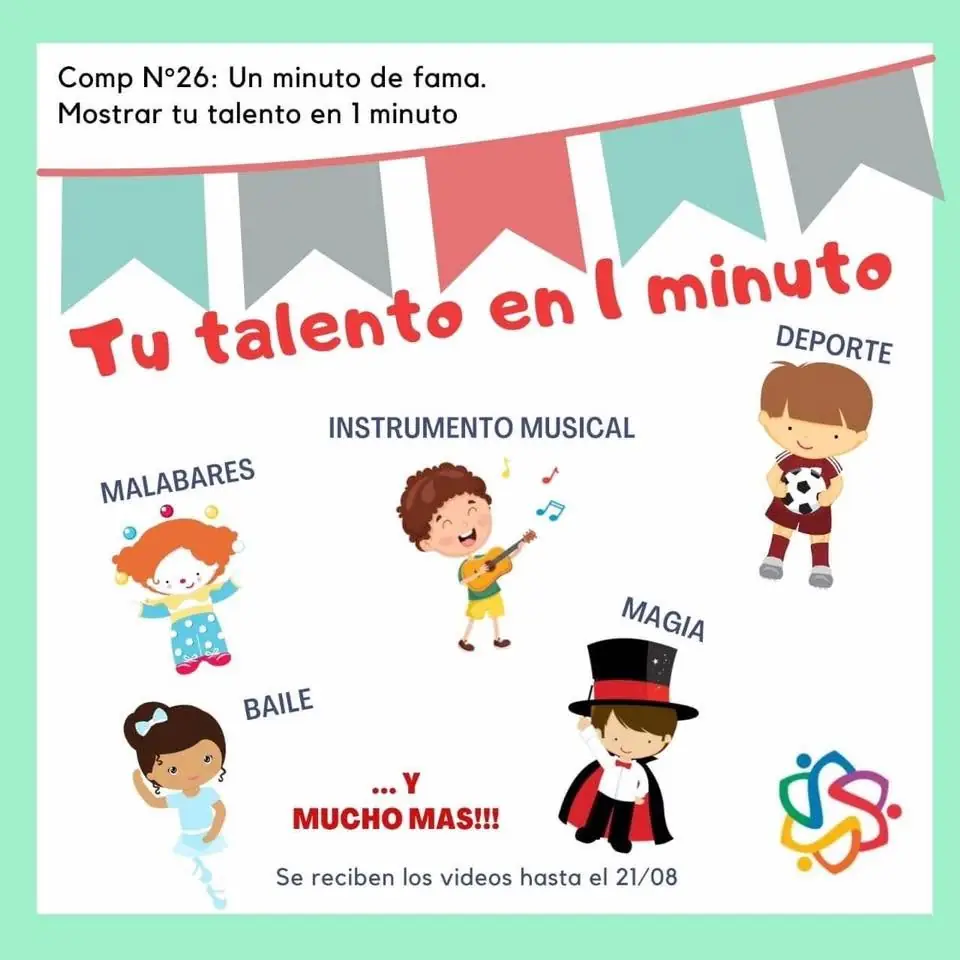 Comp N°26: Un minuto de fama.
Mostrar tu talento en 1 minuto
Tu talento en 1 minuto
DEPORTE
INSTRUMENTO MUSICAL
MALABARES
MAGIA
BAILE
... Y
MUCHO MAS!!!
Se reciben los videos hasta el 21/08